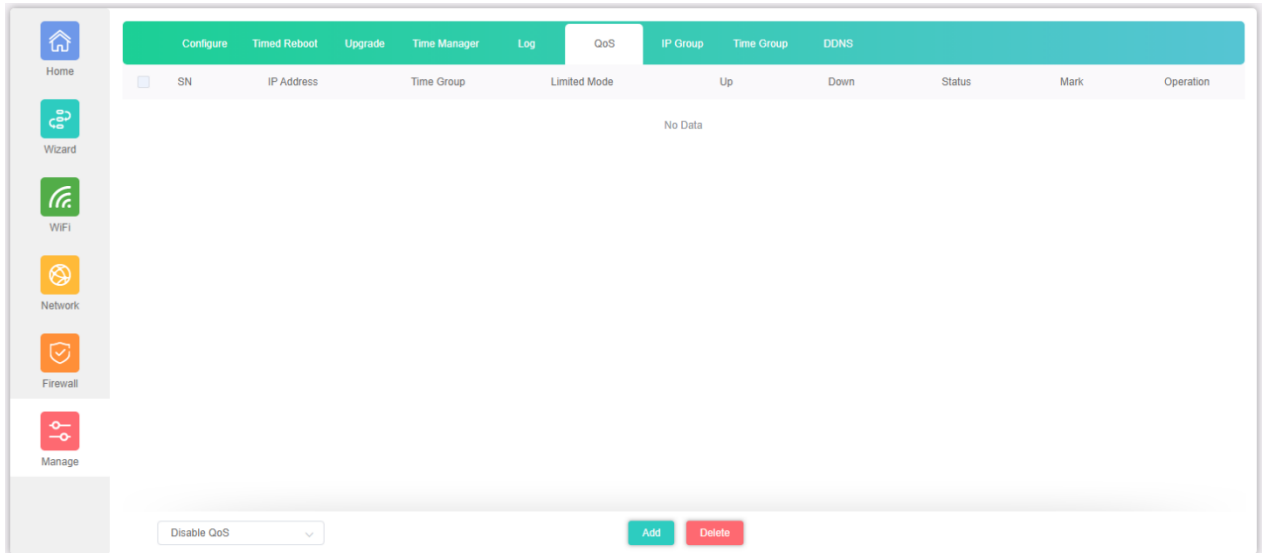 Home
Wizard
WiFi
Network
Firewall
Manage
Configure Timed Reboot Upgrade Time Manager Log QoS IP Group Time Group DDNS
SN IP Address Time Group Limited Mode Up Down Status Mark Operation
No Data
Disable QoS Add Delete